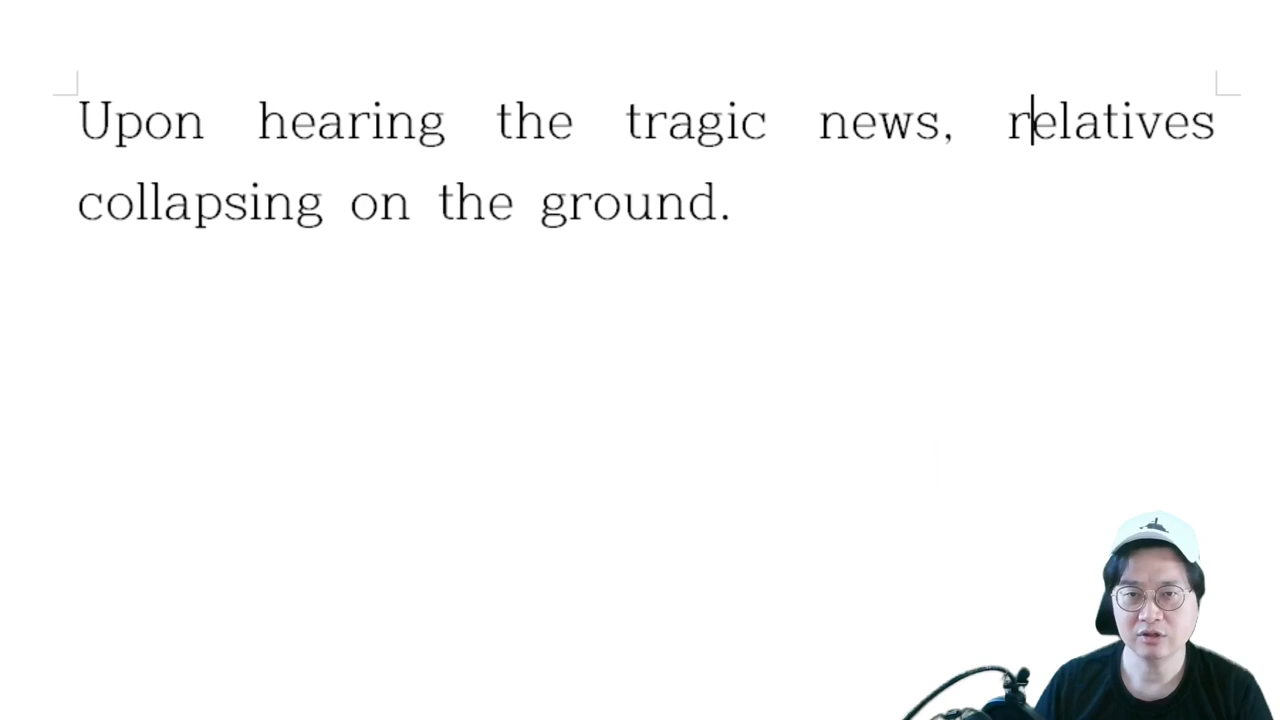 Upon hearing the tragic news, relatives
collapsing on the ground.